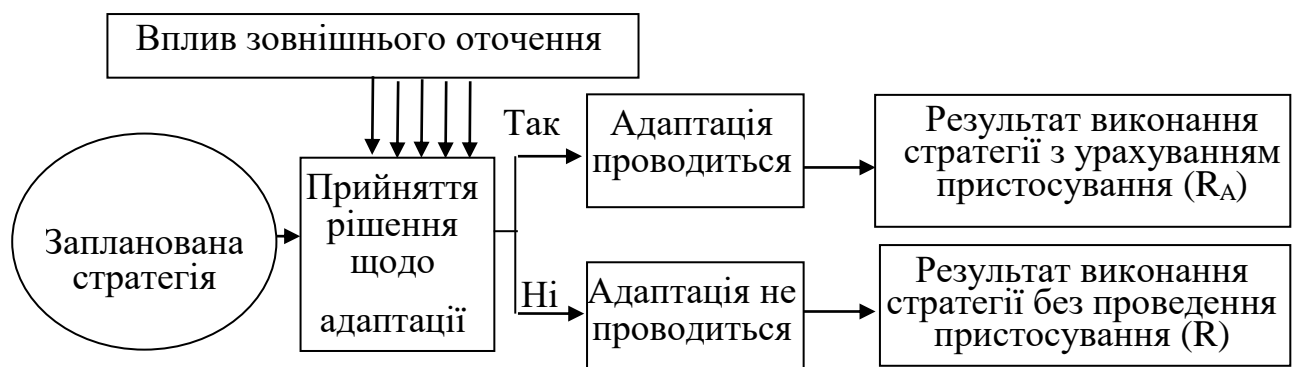 Вплив зовнішнього оточення
Запланована
стратегія
Прийняття
рішення
щодо
адаптації
Так
Адаптація
проводиться
Результат виконання
стратегії з урахуванням
пристосування (RА)
Ні
Адаптація не
проводиться
Результат виконання
стратегії без проведення
пристосування (R)